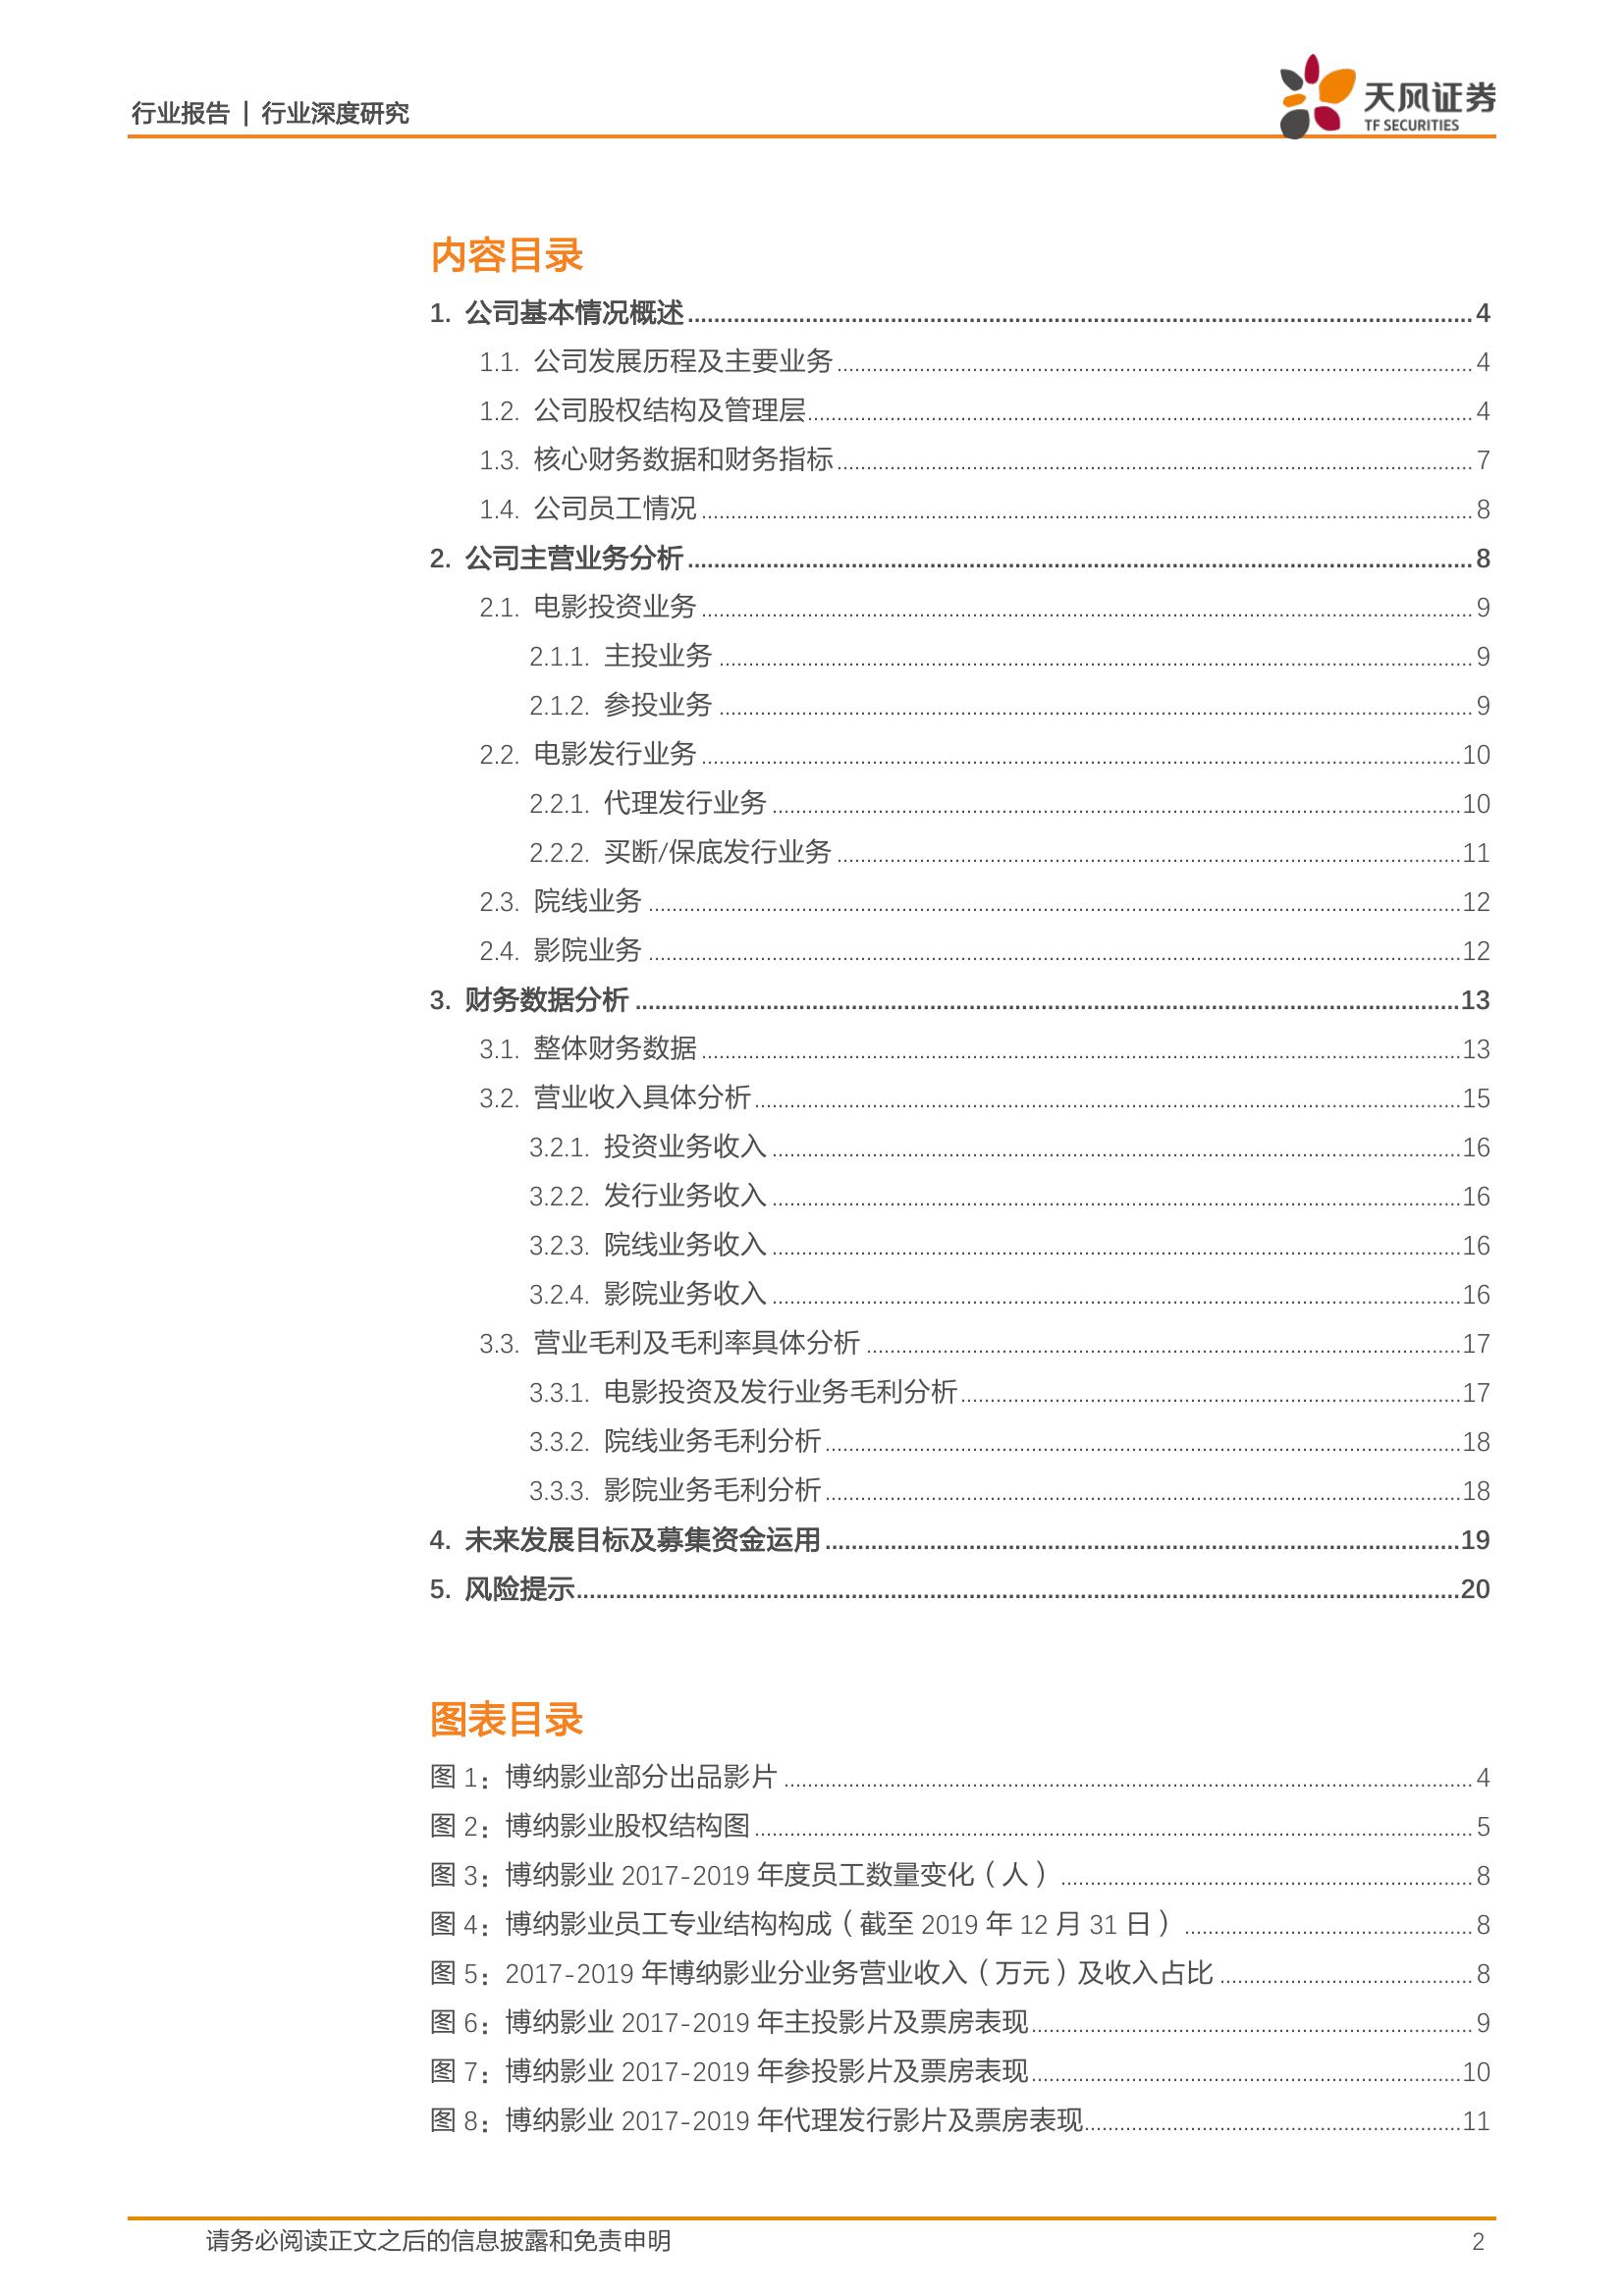 行业报告 | 行业深度研究
天风证券
TF SECURITIES
内容目录
1. 公司基本情况概述 4
1.1. 公司发展历程及主要业务 4
1.2. 公司股权结构及管理层 4
1.3. 核心财务数据和财务指标 7
1.4. 公司员工情况 8
2. 公司主营业务分析 8
2.1. 电影投资业务 9
2.1.1. 主投业务 9
2.1.2. 参投业务 9
2.2. 电影发行业务 10
2.2.1. 代理发行业务 10
2.2.2. 买断/保底发行业务 11
2.3. 院线业务 12
2.4. 影院业务 12
3. 财务数据分析 13
3.1. 整体财务数据 13
3.2. 营业收入具体分析 15
3.2.1. 投资业务收入 16
3.2.2. 发行业务收入 16
3.2.3. 院线业务收入 16
3.2.4. 影院业务收入 16
3.3. 营业毛利及毛利率具体分析 17
3.3.1. 电影投资及发行业务毛利分析 17
3.3.2. 院线业务毛利分析 18
3.3.3. 影院业务毛利分析 18
4. 未来发展目标及募集资金运用 19
5. 风险提示 20
图表目录
图 1：博纳影业部分出品影片 4
图 2：博纳影业股权结构图 5
图 3：博纳影业 2017-2019 年度员工数量变化（人） 8
图 4：博纳影业员工专业结构构成（截至 2019 年 12 月 31 日） 8
图 5：2017-2019 年博纳影业分业务营业收入（万元）及收入占比 8
图 6：博纳影业 2017-2019 年主投影片及票房表现 9
图 7：博纳影业 2017-2019 年参投影片及票房表现 10
图 8：博纳影业 2017-2019 年代理发行影片及票房表现 11
请务必阅读正文之后的信息披露和免责申明 2